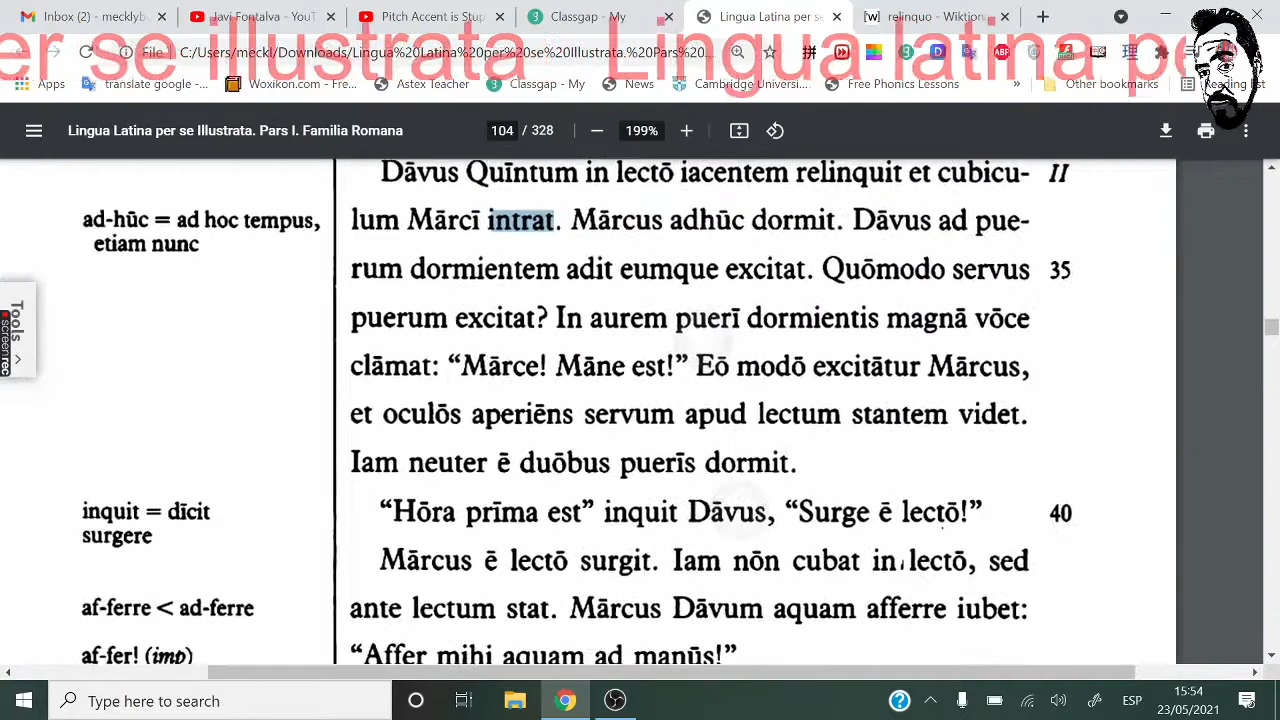 Javi Fontalva - YouT
Pitch Accent is Stup
Classgap - My
Lingua Latina per se
relinquo - Wiktion
File
C:/Users/meckl/Downloads/Lingua%20Latina%20per%20se%20Illustrata.%20Pars%20...
er se illustrata Lingua latina pe
Apps
translate google -...
Woxikon.com - Free...
AstexTeacher
Classgap - My
News
Cambridge Universi...
Free Phonics Lessons
»
Other bookmarks
Reading list
Lingua Latina per se Illustrata. Pars I. Familia Romana
104 / 328
199%
Dāvus Quīntum in lectō iacentem relinquit et cubicu- II
ad-hūc = ad hoc tempus, lum Mārcī intrat. Mārcus adhūc dormit. Dāvus ad pue-
etiam nunc
rum dormientem adit eumque excitat. Quōmodo servus 35
puerum excitat? In aurem puerī dormientis magnā vōce
clāmat: “Mārce! Māne est!” Eō modō excitātur Mārcus,
et oculōs aperiēns servum apud lectum stantem videt.
Iam neuter ē duōbus puerīs dormit.
inquit = dīcit “Hōra prīma est” inquit Dāvus, “Surge ē lectō!” 40
surgere
Mārcus ē lectō surgit. Iam nōn cubat in lectō, sed
af-ferre < ad-ferre ante lectum stat. Mārcus Dāvum aquam afferre iubet:
af-fer! (imp) “Affer mihi aquam ad manūs!”
Tools
screenrec
Type here to search
ESP
15:54
23/05/2021